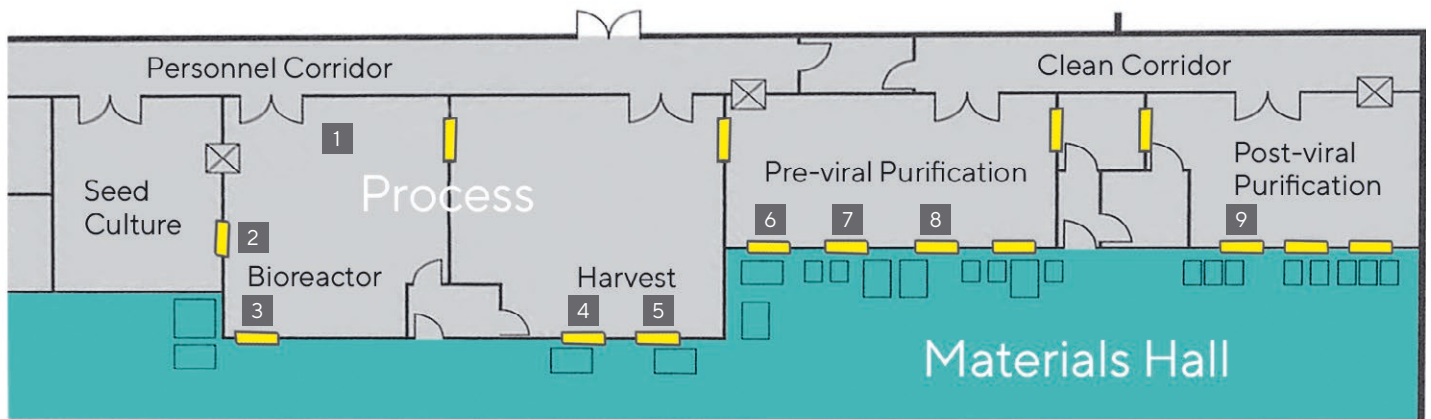 Personnel Corridor
Clean Corridor
1
Seed
Culture
Process
Pre-viral Purification
Post-viral
Purification
2
6
7
8
9
Bioreactor
Harvest
3
4
5
Materials Hall